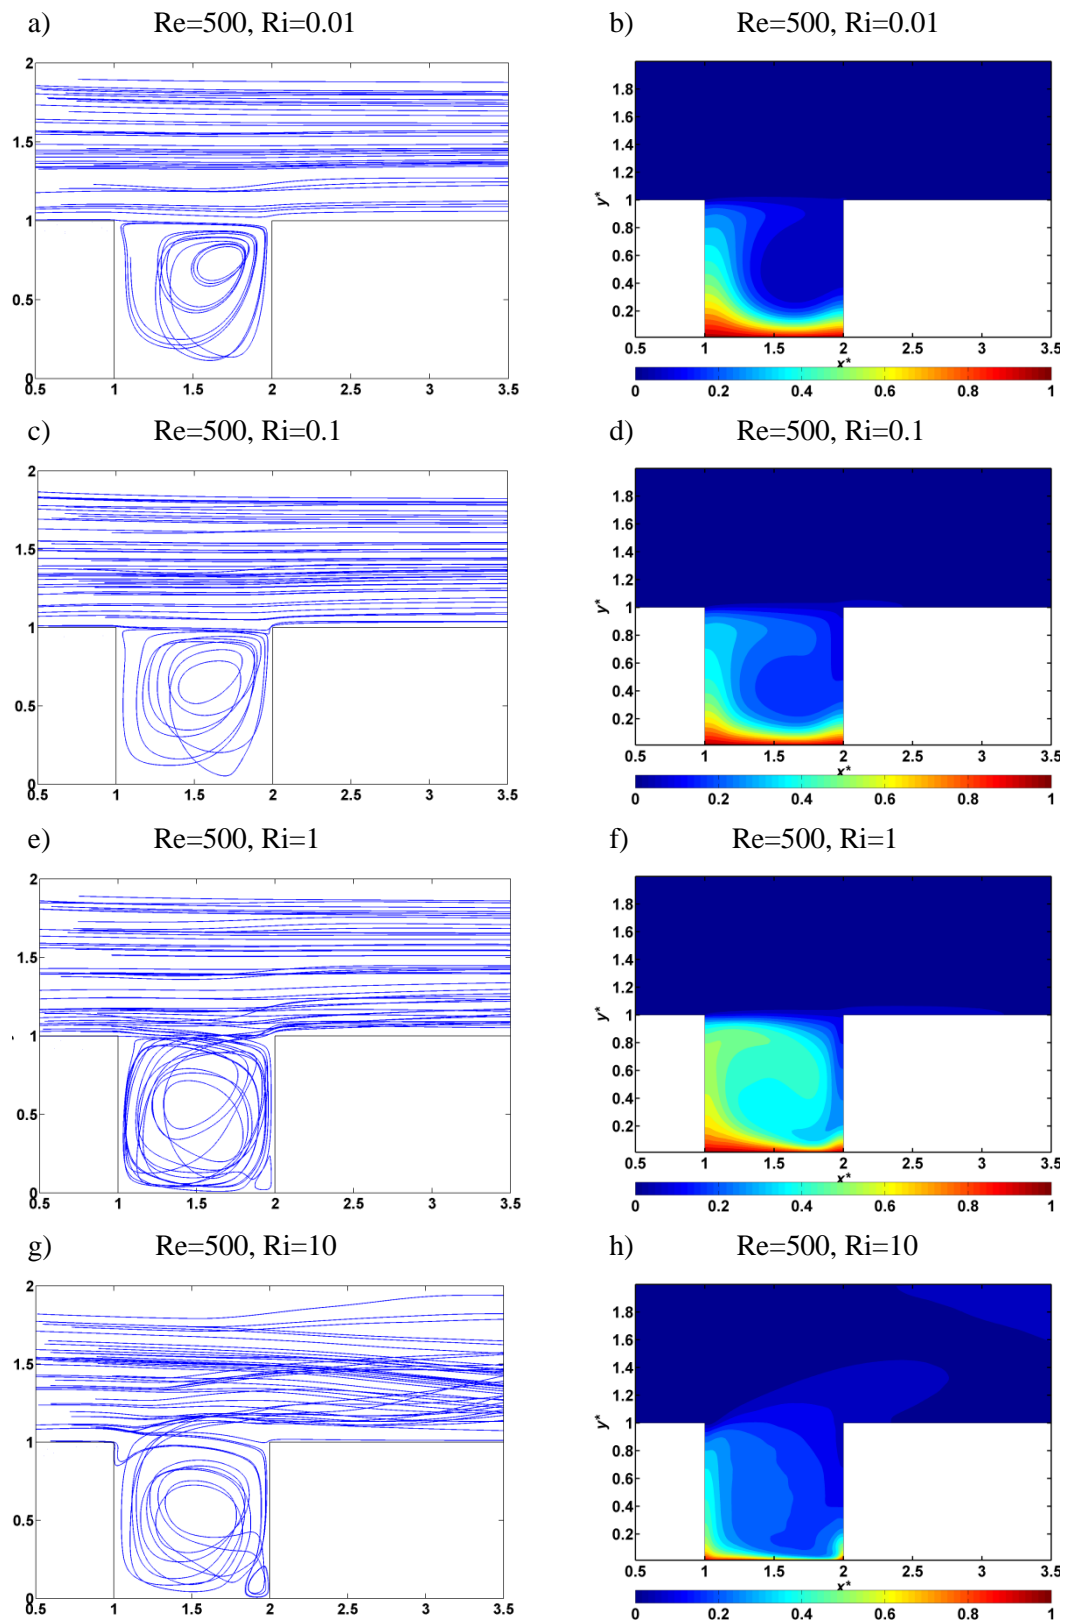 a) Re=500, Ri=0.01
b) Re=500, Ri=0.01
2
1.5
1
0.5
0
0.5 1 1.5 2 2.5 3 3.5
1.8
1.6
1.4
1.2
1
0.8
0.6
0.4
0.2
y*
0.5 1 1.5 2 2.5 3 3.5
x*
0 0.2 0.4 0.6 0.8 1
c) Re=500, Ri=0.1
d) Re=500, Ri=0.1
2
1.5
1
0.5
0
0.5 1 1.5 2 2.5 3 3.5
1.8
1.6
1.4
1.2
1
0.8
0.6
0.4
0.2
y*
0.5 1 1.5 2 2.5 3 3.5
x*
0 0.2 0.4 0.6 0.8 1
e) Re=500, Ri=1
f) Re=500, Ri=1
2
1.5
1
0.5
0
0.5 1 1.5 2 2.5 3 3.5
1.8
1.6
1.4
1.2
1
0.8
0.6
0.4
0.2
y*
0.5 1 1.5 2 2.5 3 3.5
x*
0 0.2 0.4 0.6 0.8 1
g) Re=500, Ri=10
h) Re=500, Ri=10
2
1.5
1
0.5
0
0.5 1 1.5 2 2.5 3 3.5
1.8
1.6
1.4
1.2
1
0.8
0.6
0.4
0.2
y*
0.5 1 1.5 2 2.5 3 3.5
x*
0 0.2 0.4 0.6 0.8 1